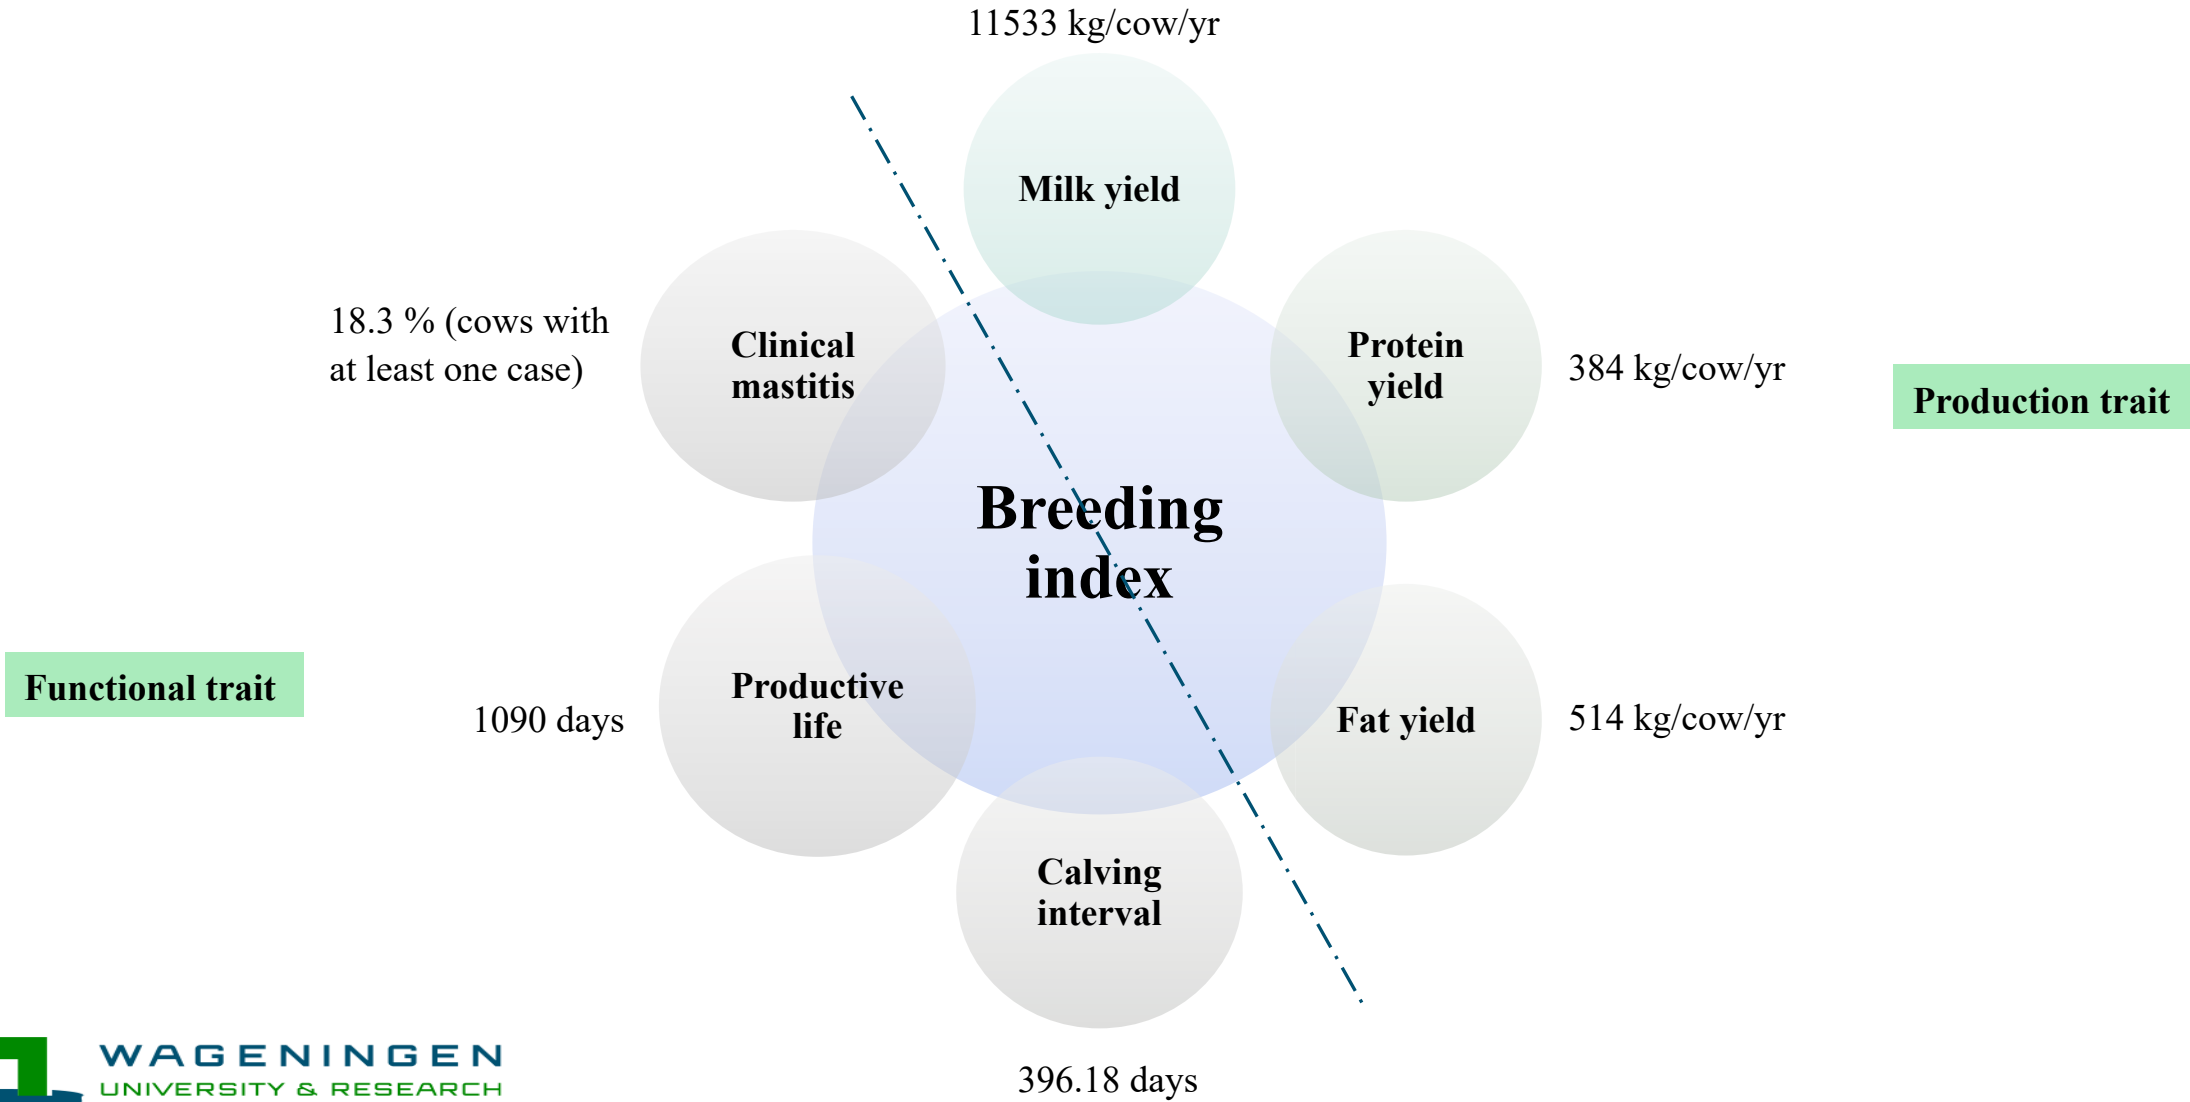 11533 kg/cow/yr
Milk yield
18.3 % (cows with
at least one case)
Clinical
mastitis
Protein
yield
384 kg/cow/yr
Production trait
Breeding
index
Functional trait
1090 days
Productive
life
Fat yield
514 kg/cow/yr
Calving
interval
396.18 days
WAGENINGEN
UNIVERSITY & RESEARCH